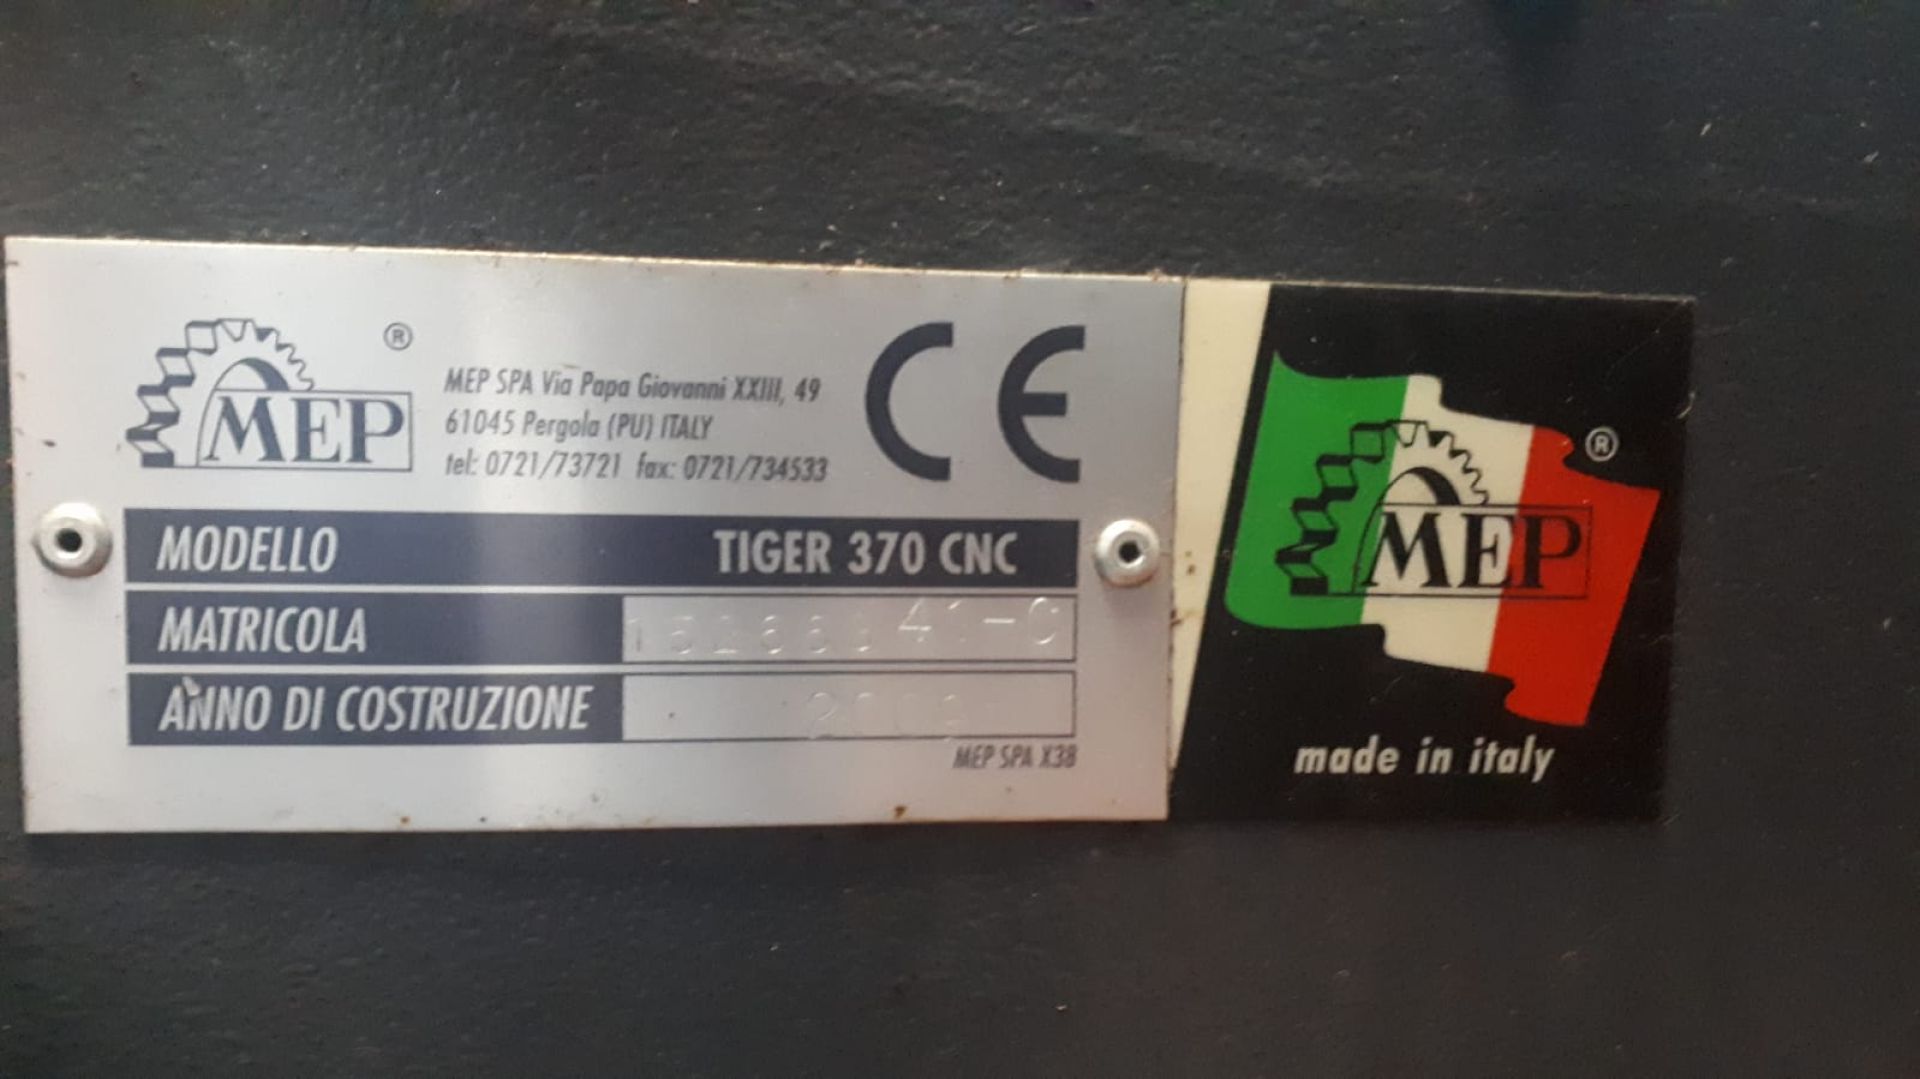 MEP ®
MEP SPA Via Papa Giovanni XXIII, 49
61045 Pergola (PU) ITALY
tel: 0721/73721 fax: 0721/734533
CE
MODELLO TIGER 370 CNC
MATRICOLA
ANNO DI COSTRUZIONE
MEP SPA X38
MEP ®
made in italy